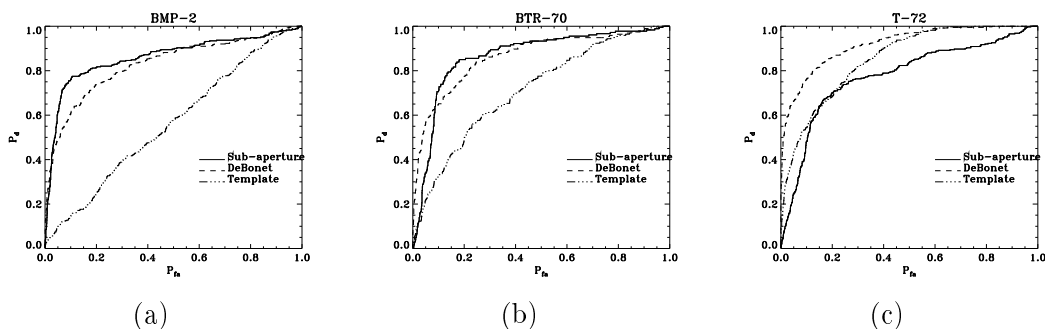 BMP-2
1.0
0.8
0.6
0.4
0.2
0.0
P_d
Sub-aperture
DeBonet
Template
0.0 0.2 0.4 0.6 0.8 1.0
P_fa
(a)
BTR-70
1.0
0.8
0.6
0.4
0.2
0.0
P_d
Sub-aperture
DeBonet
Template
0.0 0.2 0.4 0.6 0.8 1.0
P_fa
(b)
T-72
1.0
0.8
0.6
0.4
0.2
0.0
P_d
Sub-aperture
DeBonet
Template
0.0 0.2 0.4 0.6 0.8 1.0
P_fa
(c)